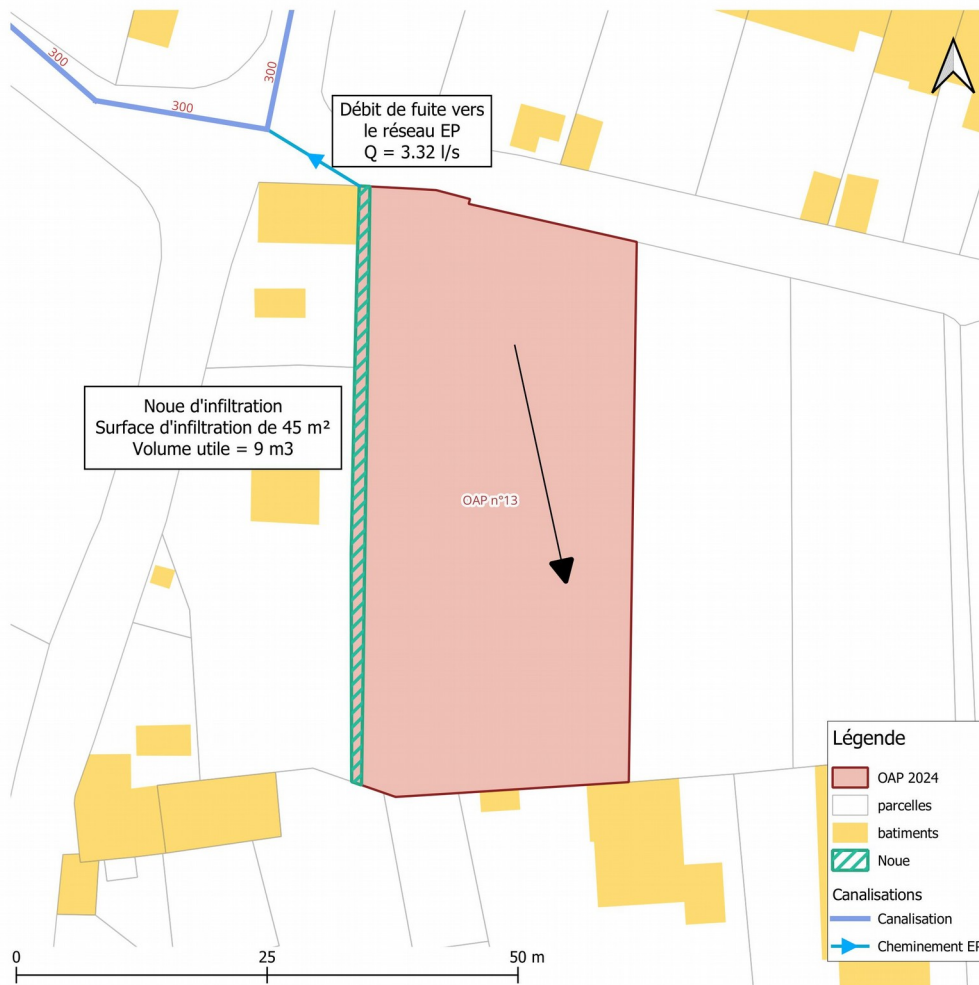 300
300
300
Débit de fuite vers
le réseau EP
Q = 3.32 l/s
Noue d'infiltration
Surface d'infiltration de 45 m²
Volume utile = 9 m3
OAP n°13
Légende
OAP 2024
parcelles
batiments
Noue
Canalisations
Canalisation
Cheminement EP
0 25 50 m